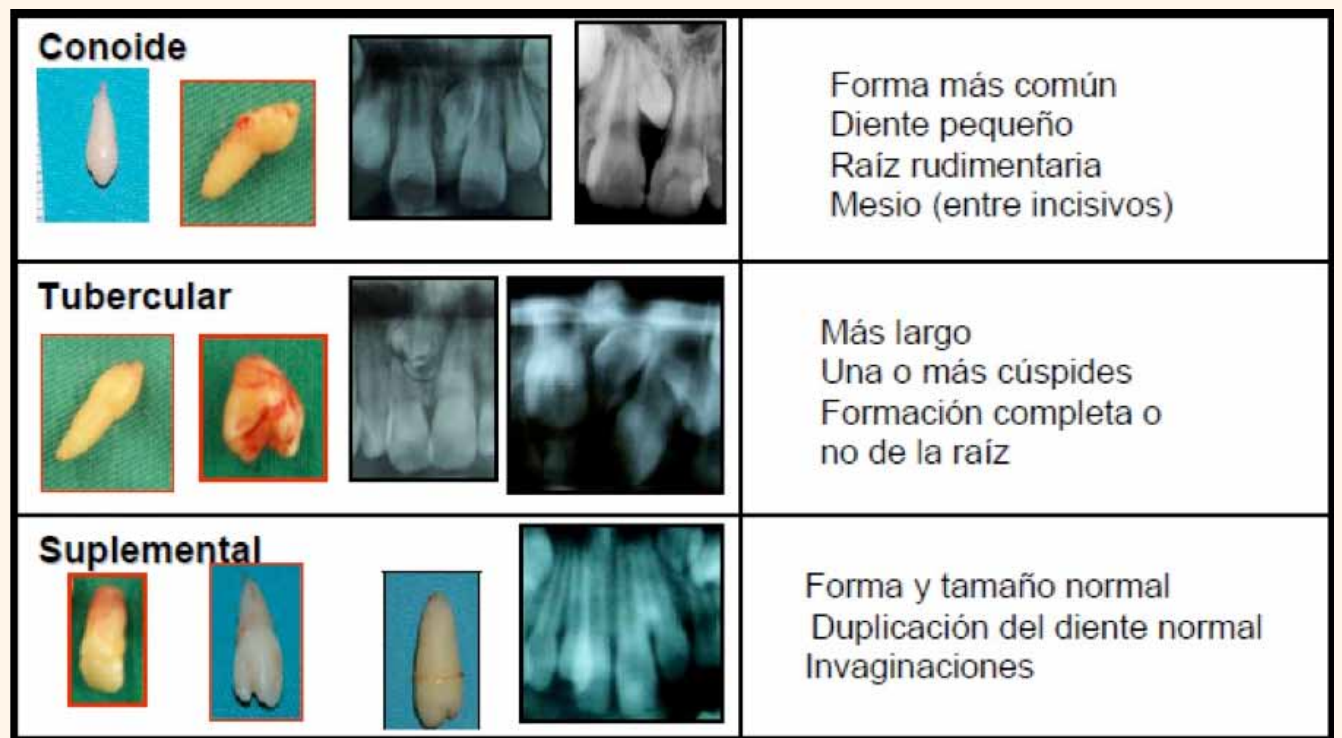 Conoide
Forma más común
Diente pequeño
Raíz rudimentaria
Mesio (entre incisivos)
Tubercular
Más largo
Una o más cúspides
Formación completa o
no de la raíz
Suplemental
Forma y tamaño normal
Duplicación del diente normal
Invaginaciones